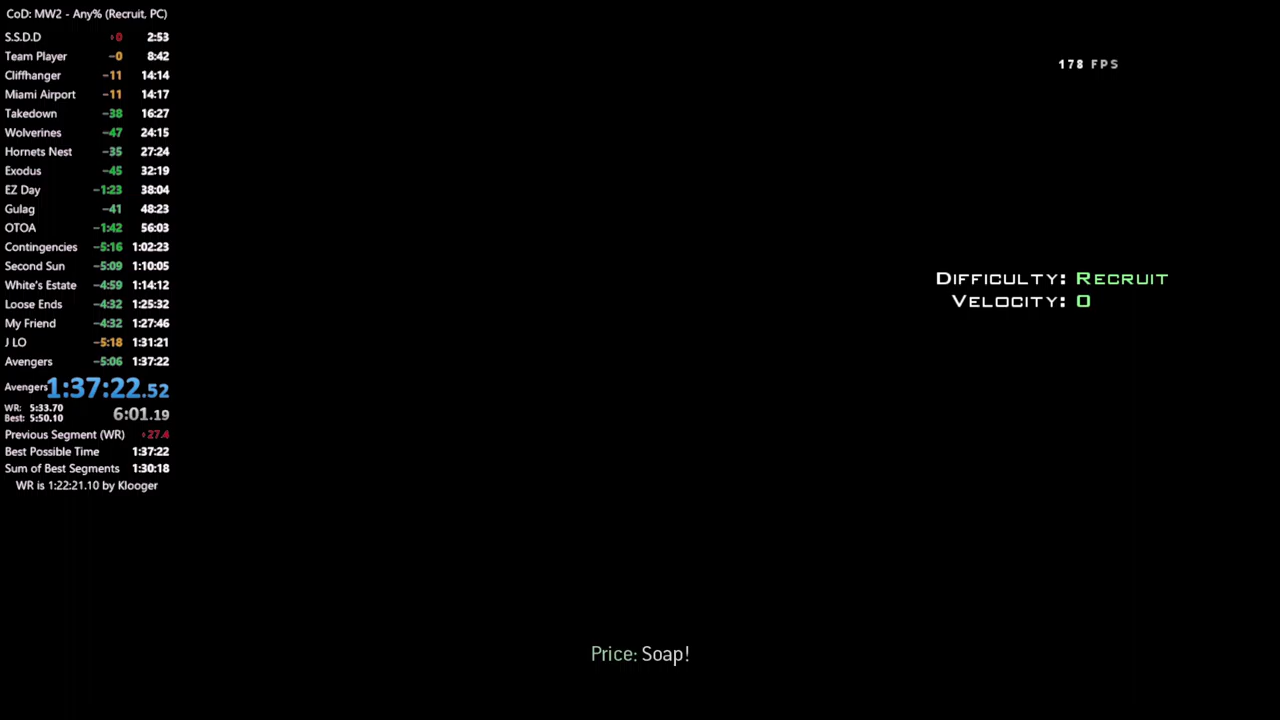 CoD: MW2 - Any% (Recruit, PC)
S.S.D.D +0 2:53
Team Player −0 8:42
Cliffhanger −11 14:14
Miami Airport −11 14:17
Takedown −38 16:27
Wolverines −47 24:15
Hornets Nest −35 27:24
Exodus −45 32:19
EZ Day −1:23 38:04
Gulag −41 48:23
OTOA −1:42 56:03
Contingencies −5:16 1:02:23
Second Sun −5:09 1:10:05
White's Estate −4:59 1:14:12
Loose Ends −4:32 1:25:32
My Friend −4:32 1:27:46
J LO −5:18 1:31:21
Avengers −5:06 1:37:22
Avengers 1:37:22.52
WR: 5:33.70
Best: 5:50.10
6:01.19
Previous Segment (WR) +27.4
Best Possible Time 1:37:22
Sum of Best Segments 1:30:18
WR is 1:22:21.10 by Klooger
178 FPS
Difficulty: Recruit
Velocity: 0
Price: Soap!